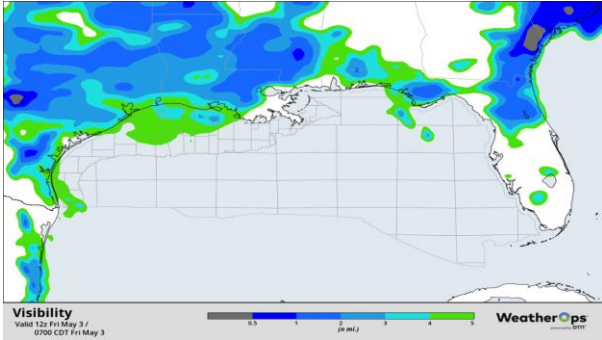 Visibility
Valid 12z Fri May 3 /
0700 CDT Fri May 3
0.5 1 2 3 4 5
(n mi.)
WeatherOps
powered by DTN